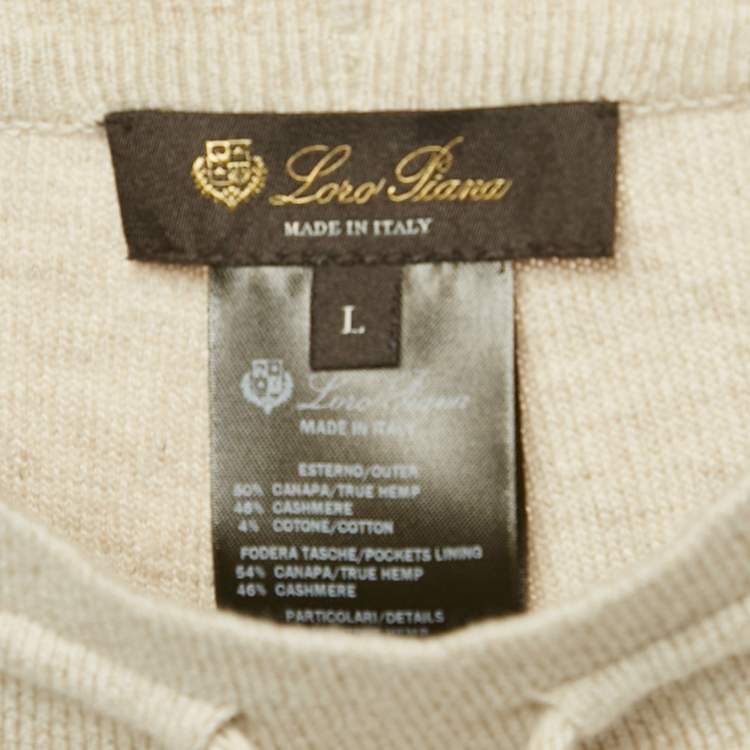 Loro Piana
MADE IN ITALY
L
Loro Piana
MADE IN ITALY
ESTERNO/OUTER
50% CANAPA/TRUE HEMP
46% CASHMERE
4% COTONE/COTTON
FODERA TASCHE/POCKETS LINING
54% CANAPA/TRUE HEMP
46% CASHMERE
PARTICOLARI/DETAILS